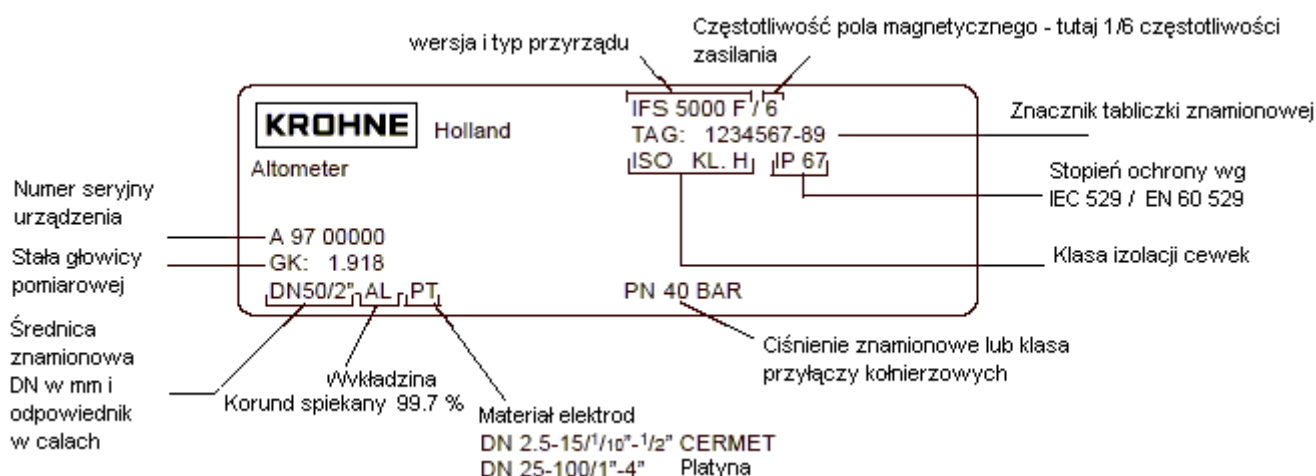 wersja i typ przyrządu
Częstotliwość pola magnetycznego - tutaj 1/6 częstotliwości
zasilania
KROHNE Holland
Altometer
IFS 5000 F / 6
TAG: 1234567-89
ISO KL. H IP 67
Znacznik tabliczki znamionowej
Stopień ochrony wg
IEC 529 / EN 60 529
Klasa izolacji cewek
Numer seryjny
urządzenia
A 97 00000
Stała głowicy
pomiarowej
GK: 1.918
DN50/2"-AL-PT
PN 40 BAR
Średnica
znamionowa
DN w mm i
odpowiednik
w calach
Wykładzina
Korund spiekany 99.7 %
Ciśnienie znamionowe lub klasa
przyłączy kołnierzowych
Materiał elektrod
DN 2.5-15/1/10"-1/2" CERMET
DN 25-100/1"-4" Platyna